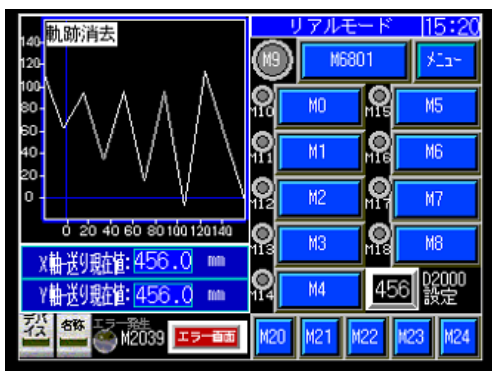 リアルモード 15:20
軌跡消去
140
120
100
80
60
40
20
0
0 20 40 60 80 100 120 140
X軸-送り現在値: 456.0 mm
Y軸-送り現在値: 456.0 mm
デバイス 名称 エラー発生 M2039 エラー画面
M9 M6801 メニュー
M10 M0 M15 M5
M11 M1 M16 M6
M12 M2 M17 M7
M13 M3 M18 M8
M14 M4 456 D2000設定
M20 M21 M22 M23 M24